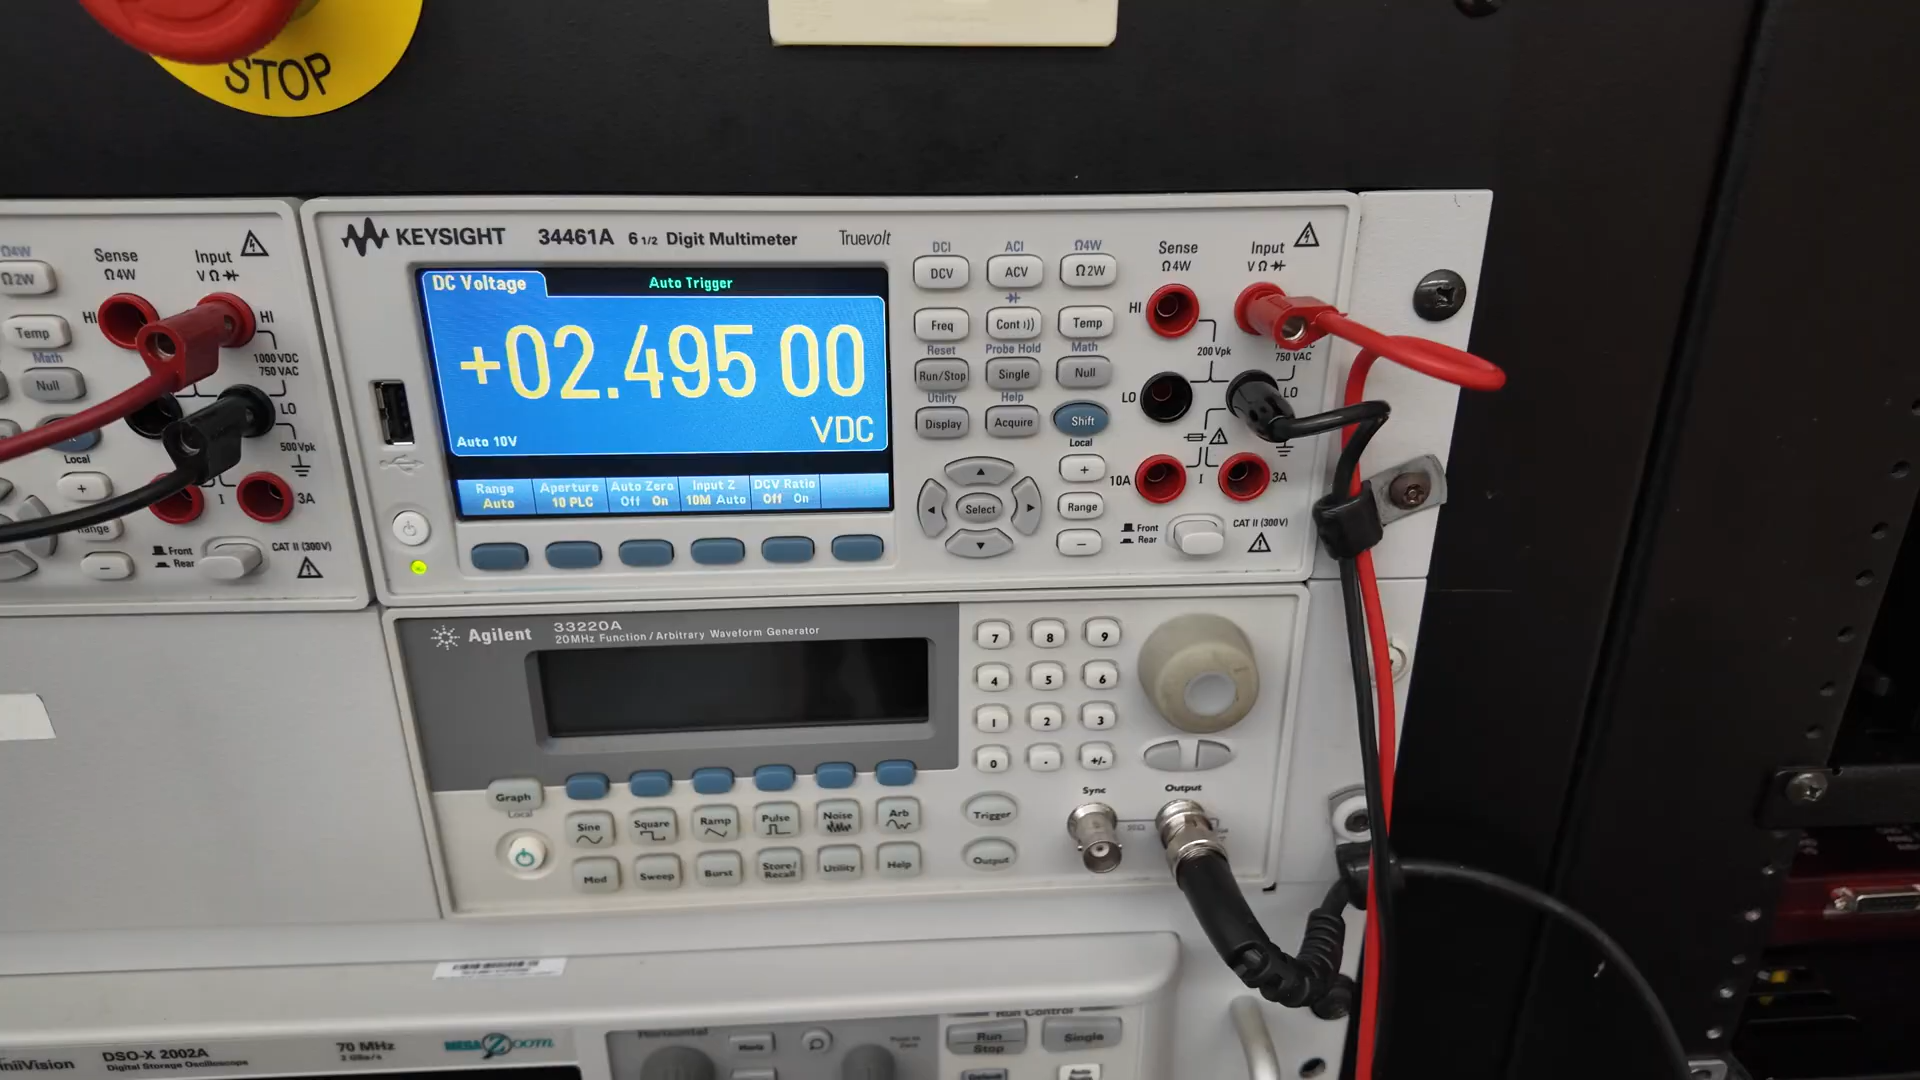 STOP
Ω4W
Ω2W
Sense
Ω4W
Input
V Ω
HI
HI
Temp
Math
Null
1000 VDC
750 VAC
LO
500 Vpk
Local
+
I
3A
Range
−
Front
Rear
CAT II (300V)
KEYSIGHT 34461A 6 1/2 Digit Multimeter Truevolt
DC Voltage
Auto Trigger
+02.495 00
VDC
Auto 10V
Range
Auto
Aperture
10 PLC
Auto Zero
Off On
Input Z
10M Auto
DCV Ratio
Off On
DCI
DCV
ACI
ACV
Ω4W
Ω2W
Freq
Cont
Temp
Reset
Run/Stop
Probe Hold
Single
Math
Null
Utility
Display
Help
Acquire
Shift
Local
+
Select
Range
−
Sense
Ω4W
Input
V Ω
HI
200 Vpk
750 VAC
LO
LO
10A
I
3A
Front
Rear
CAT II (300V)
Agilent
33220A
20MHz Function / Arbitrary Waveform Generator
7 8 9
4 5 6
1 2 3
0 . +/-
Graph
Local
Sine
Square
Ramp
Pulse
Noise
Arb
Mod
Sweep
Burst
Store/
Recall
Utility
Help
Trigger
Output
Sync
Output
50Ω
DSO-X 2002A
Digital Storage Oscilloscope
70 MHz
2 GSa/s
MEGA ZOOM
Horizontal
Horiz
Run Control
Run
Stop
Single